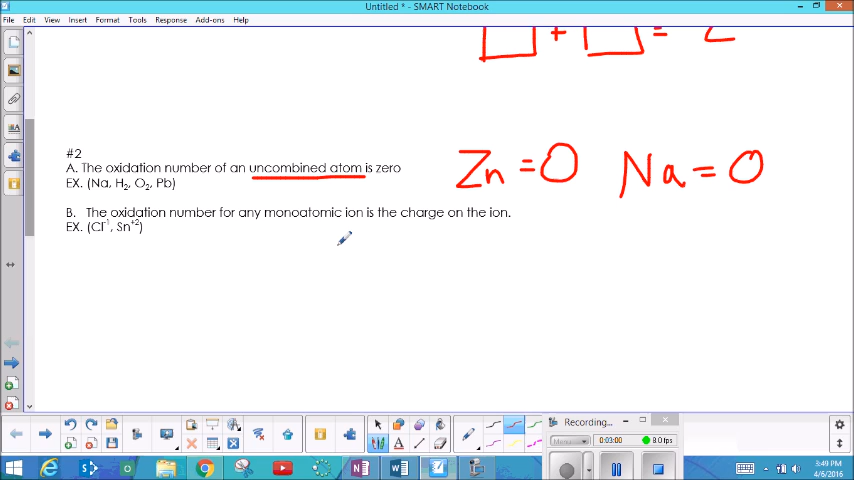 Untitled * - SMART Notebook
File Edit View Insert Format Tools Response Add-ons Help
+ = 2
#2
A. The oxidation number of an uncombined atom is zero
EX. (Na, H₂, O₂, Pb)
Zn = 0 Na = 0
B. The oxidation number for any monoatomic ion is the charge on the ion.
EX. (Cl⁻¹, Sn⁺²)
Recording...
Menu
0:03:00
8.0 fps
3:49 PM
4/6/2016